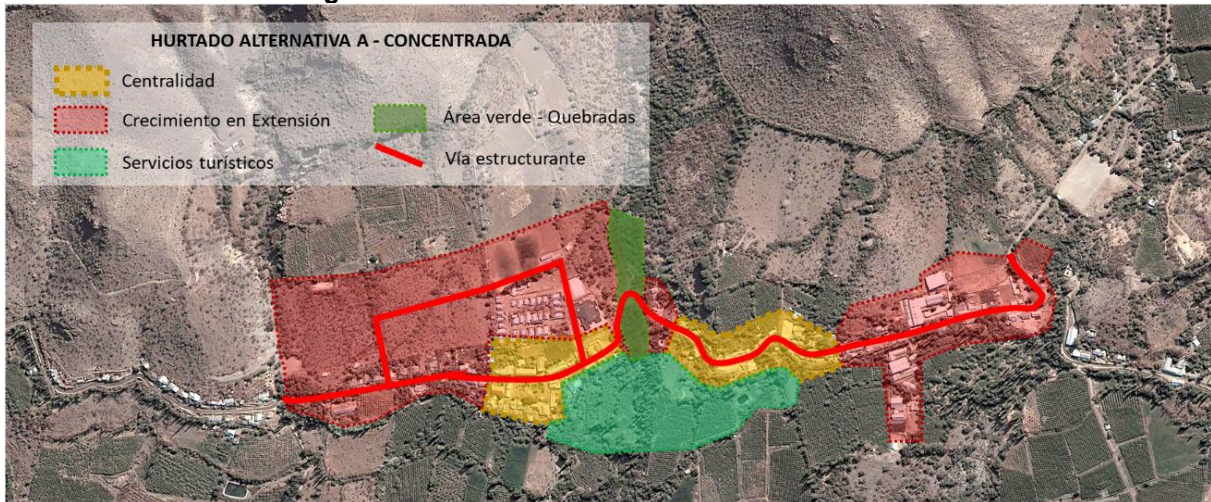 HURTADO ALTERNATIVA A - CONCENTRADA
Centralidad
Crecimiento en Extensión
Área verde - Quebradas
Servicios turísticos
Vía estructurante